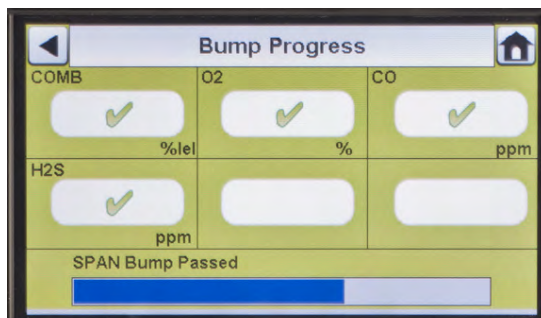 Bump Progress
COMB O2 CO
%lel % ppm
H2S
ppm
SPAN Bump Passed